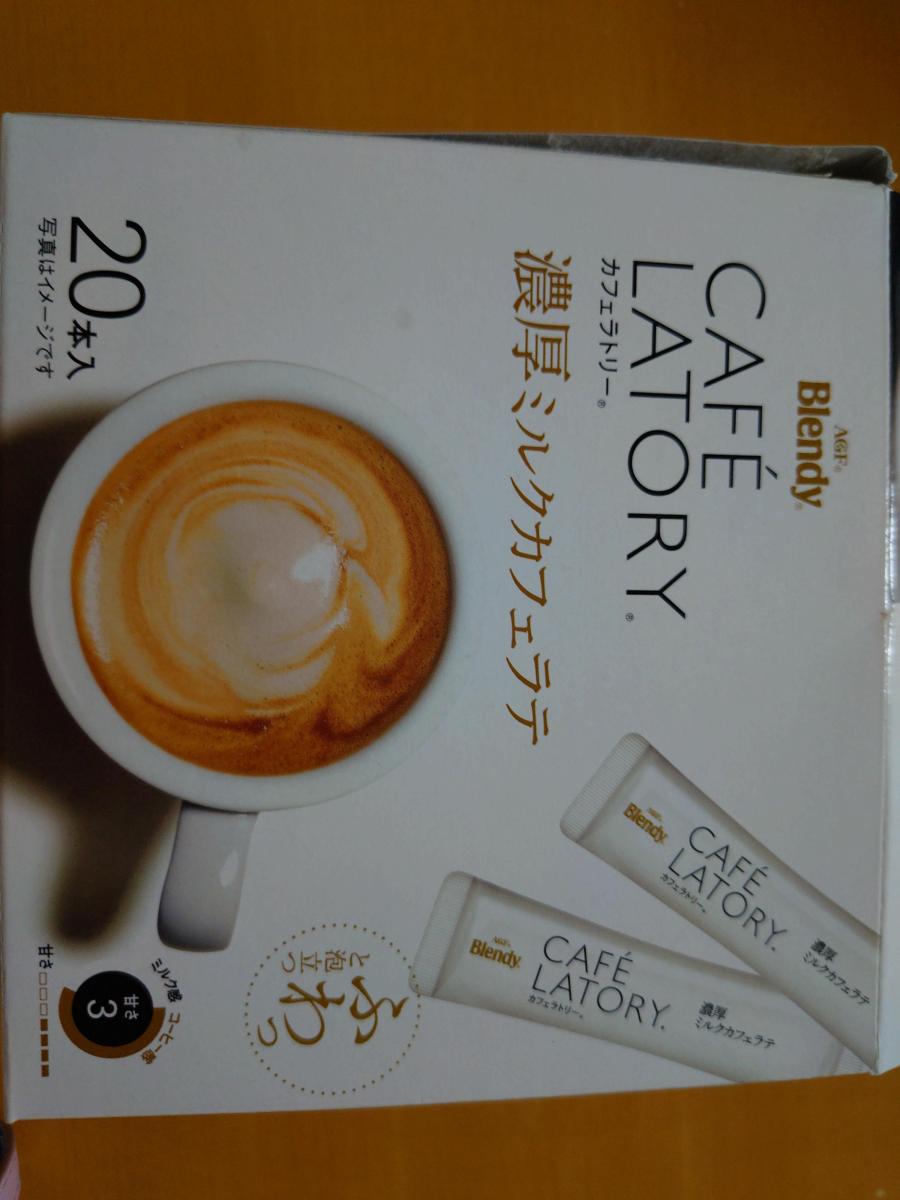 AGF®
Blendy®
CAFÉ
LATORY®
カフェラトリー®
濃厚ミルクカフェラテ
AGF®
Blendy
CAFÉ
LATORY®
カフェラトリー®
濃厚
ミルクカフェラテ
AGF®
Blendy
CAFÉ
LATORY®
カフェラトリー®
濃厚
ミルクカフェラテ
ふわっ
と泡立つ
20本入
写真はイメージです
ミルク感 コーヒー感
甘さ
3
甘さ